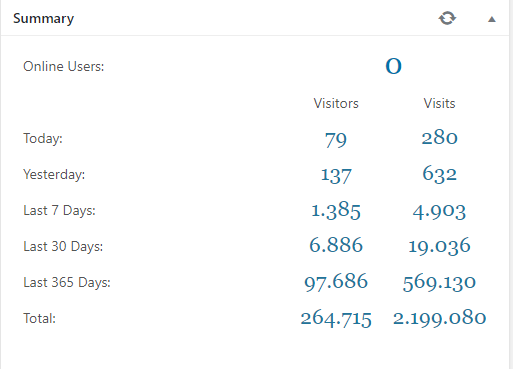 Summary
Online Users: 0
Visitors Visits
Today: 79 280
Yesterday: 137 632
Last 7 Days: 1.385 4.903
Last 30 Days: 6.886 19.036
Last 365 Days: 97.686 569.130
Total: 264.715 2.199.080